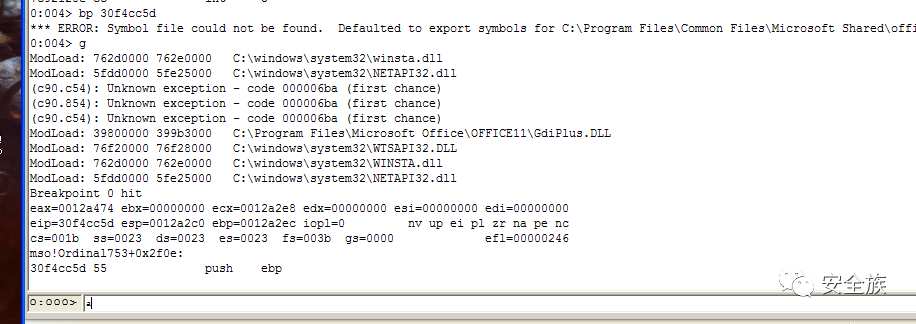 0:004> bp 30f4cc5d
*** ERROR: Symbol file could not be found.  Defaulted to export symbols for C:\Program Files\Common Files\Microsoft Shared\offi
0:004> g
ModLoad: 762d0000 762e0000   C:\windows\system32\winsta.dll
ModLoad: 5fdd0000 5fe25000   C:\windows\system32\NETAPI32.dll
(c90.c54): Unknown exception - code 000006ba (first chance)
(c90.854): Unknown exception - code 000006ba (first chance)
(c90.c54): Unknown exception - code 000006ba (first chance)
ModLoad: 39800000 399b3000   C:\Program Files\Microsoft Office\OFFICE11\GdiPlus.DLL
ModLoad: 76f20000 76f28000   C:\windows\system32\WTSAPI32.DLL
ModLoad: 762d0000 762e0000   C:\windows\system32\WINSTA.dll
ModLoad: 5fdd0000 5fe25000   C:\windows\system32\NETAPI32.dll
Breakpoint 0 hit
eax=0012a474 ebx=00000000 ecx=0012a2e8 edx=00000000 esi=00000000 edi=00000000
eip=30f4cc5d esp=0012a2c0 ebp=0012a2ec iopl=0         nv up ei pl zr na pe nc
cs=001b  ss=0023  ds=0023  es=0023  fs=003b  gs=0000             efl=00000246
mso!Ordinal753+0x2f0e:
30f4cc5d 55              push    ebp
安全族
0:000> a